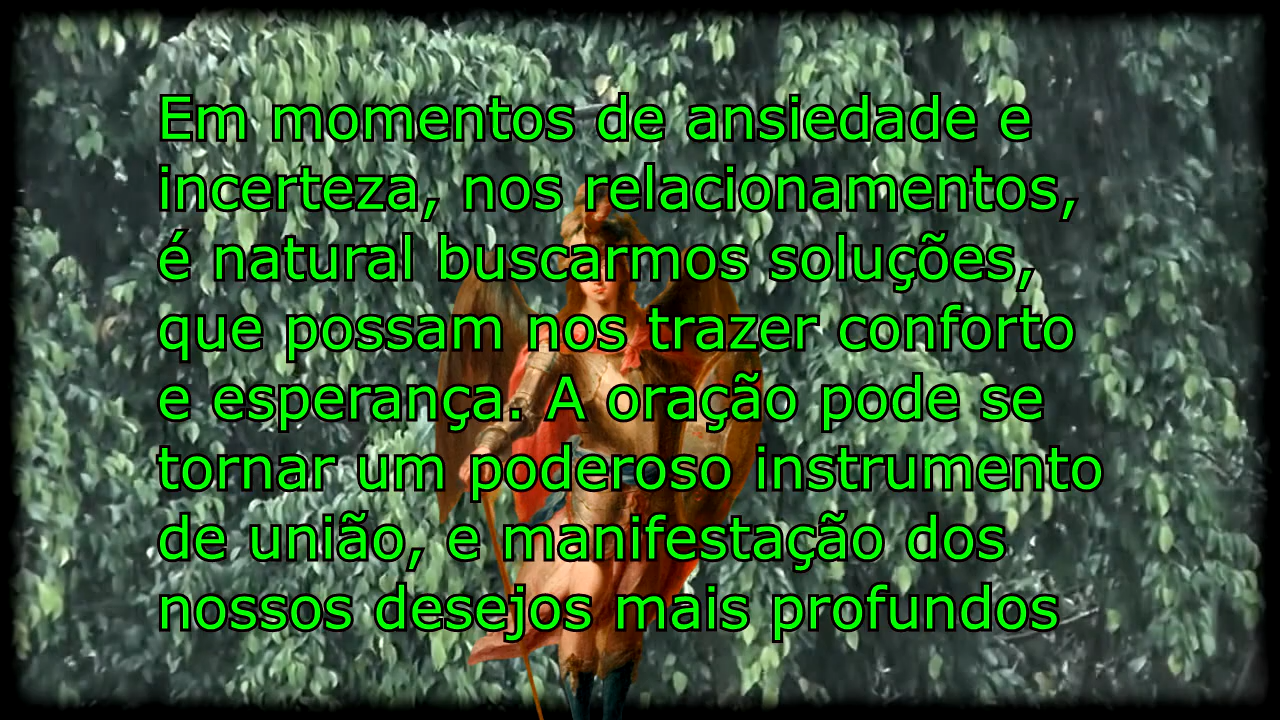 Em momentos de ansiedade e
incerteza, nos relacionamentos,
é natural buscarmos soluções,
que possam nos trazer conforto
e esperança. A oração pode se
tornar um poderoso instrumento
de união, e manifestação dos
nossos desejos mais profundos